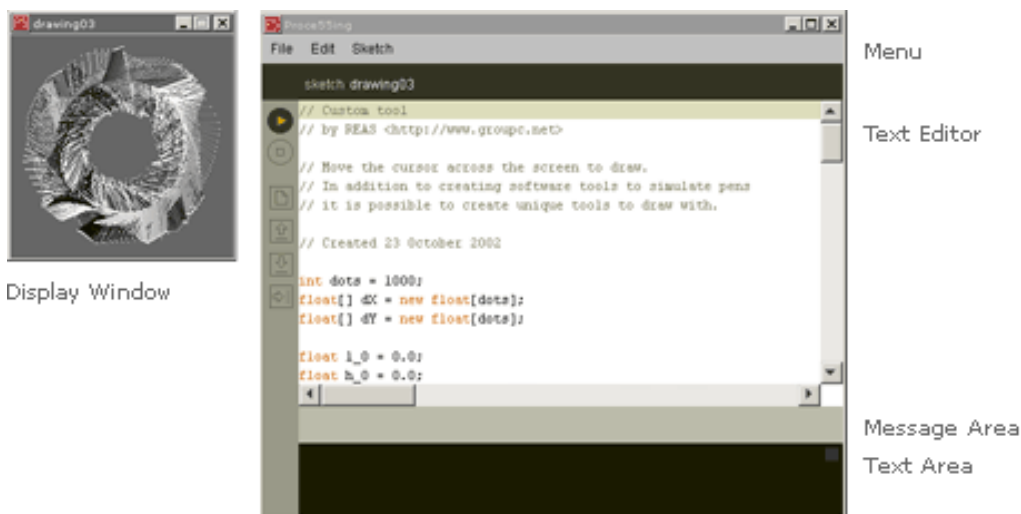 drawing03
Display Window
Proce55ing
File Edit Sketch
sketch drawing03
// Custom tool
// by REAS <http://www.groupc.net>
// Move the cursor across the screen to draw.
// In addition to creating software tools to simulate pens
// it is possible to create unique tools to draw with.
// Created 23 October 2002
int dots = 1000;
float[] dX = new float[dots];
float[] dY = new float[dots];
float l_0 = 0.0;
float h_0 = 0.0;
Menu
Text Editor
Message Area
Text Area